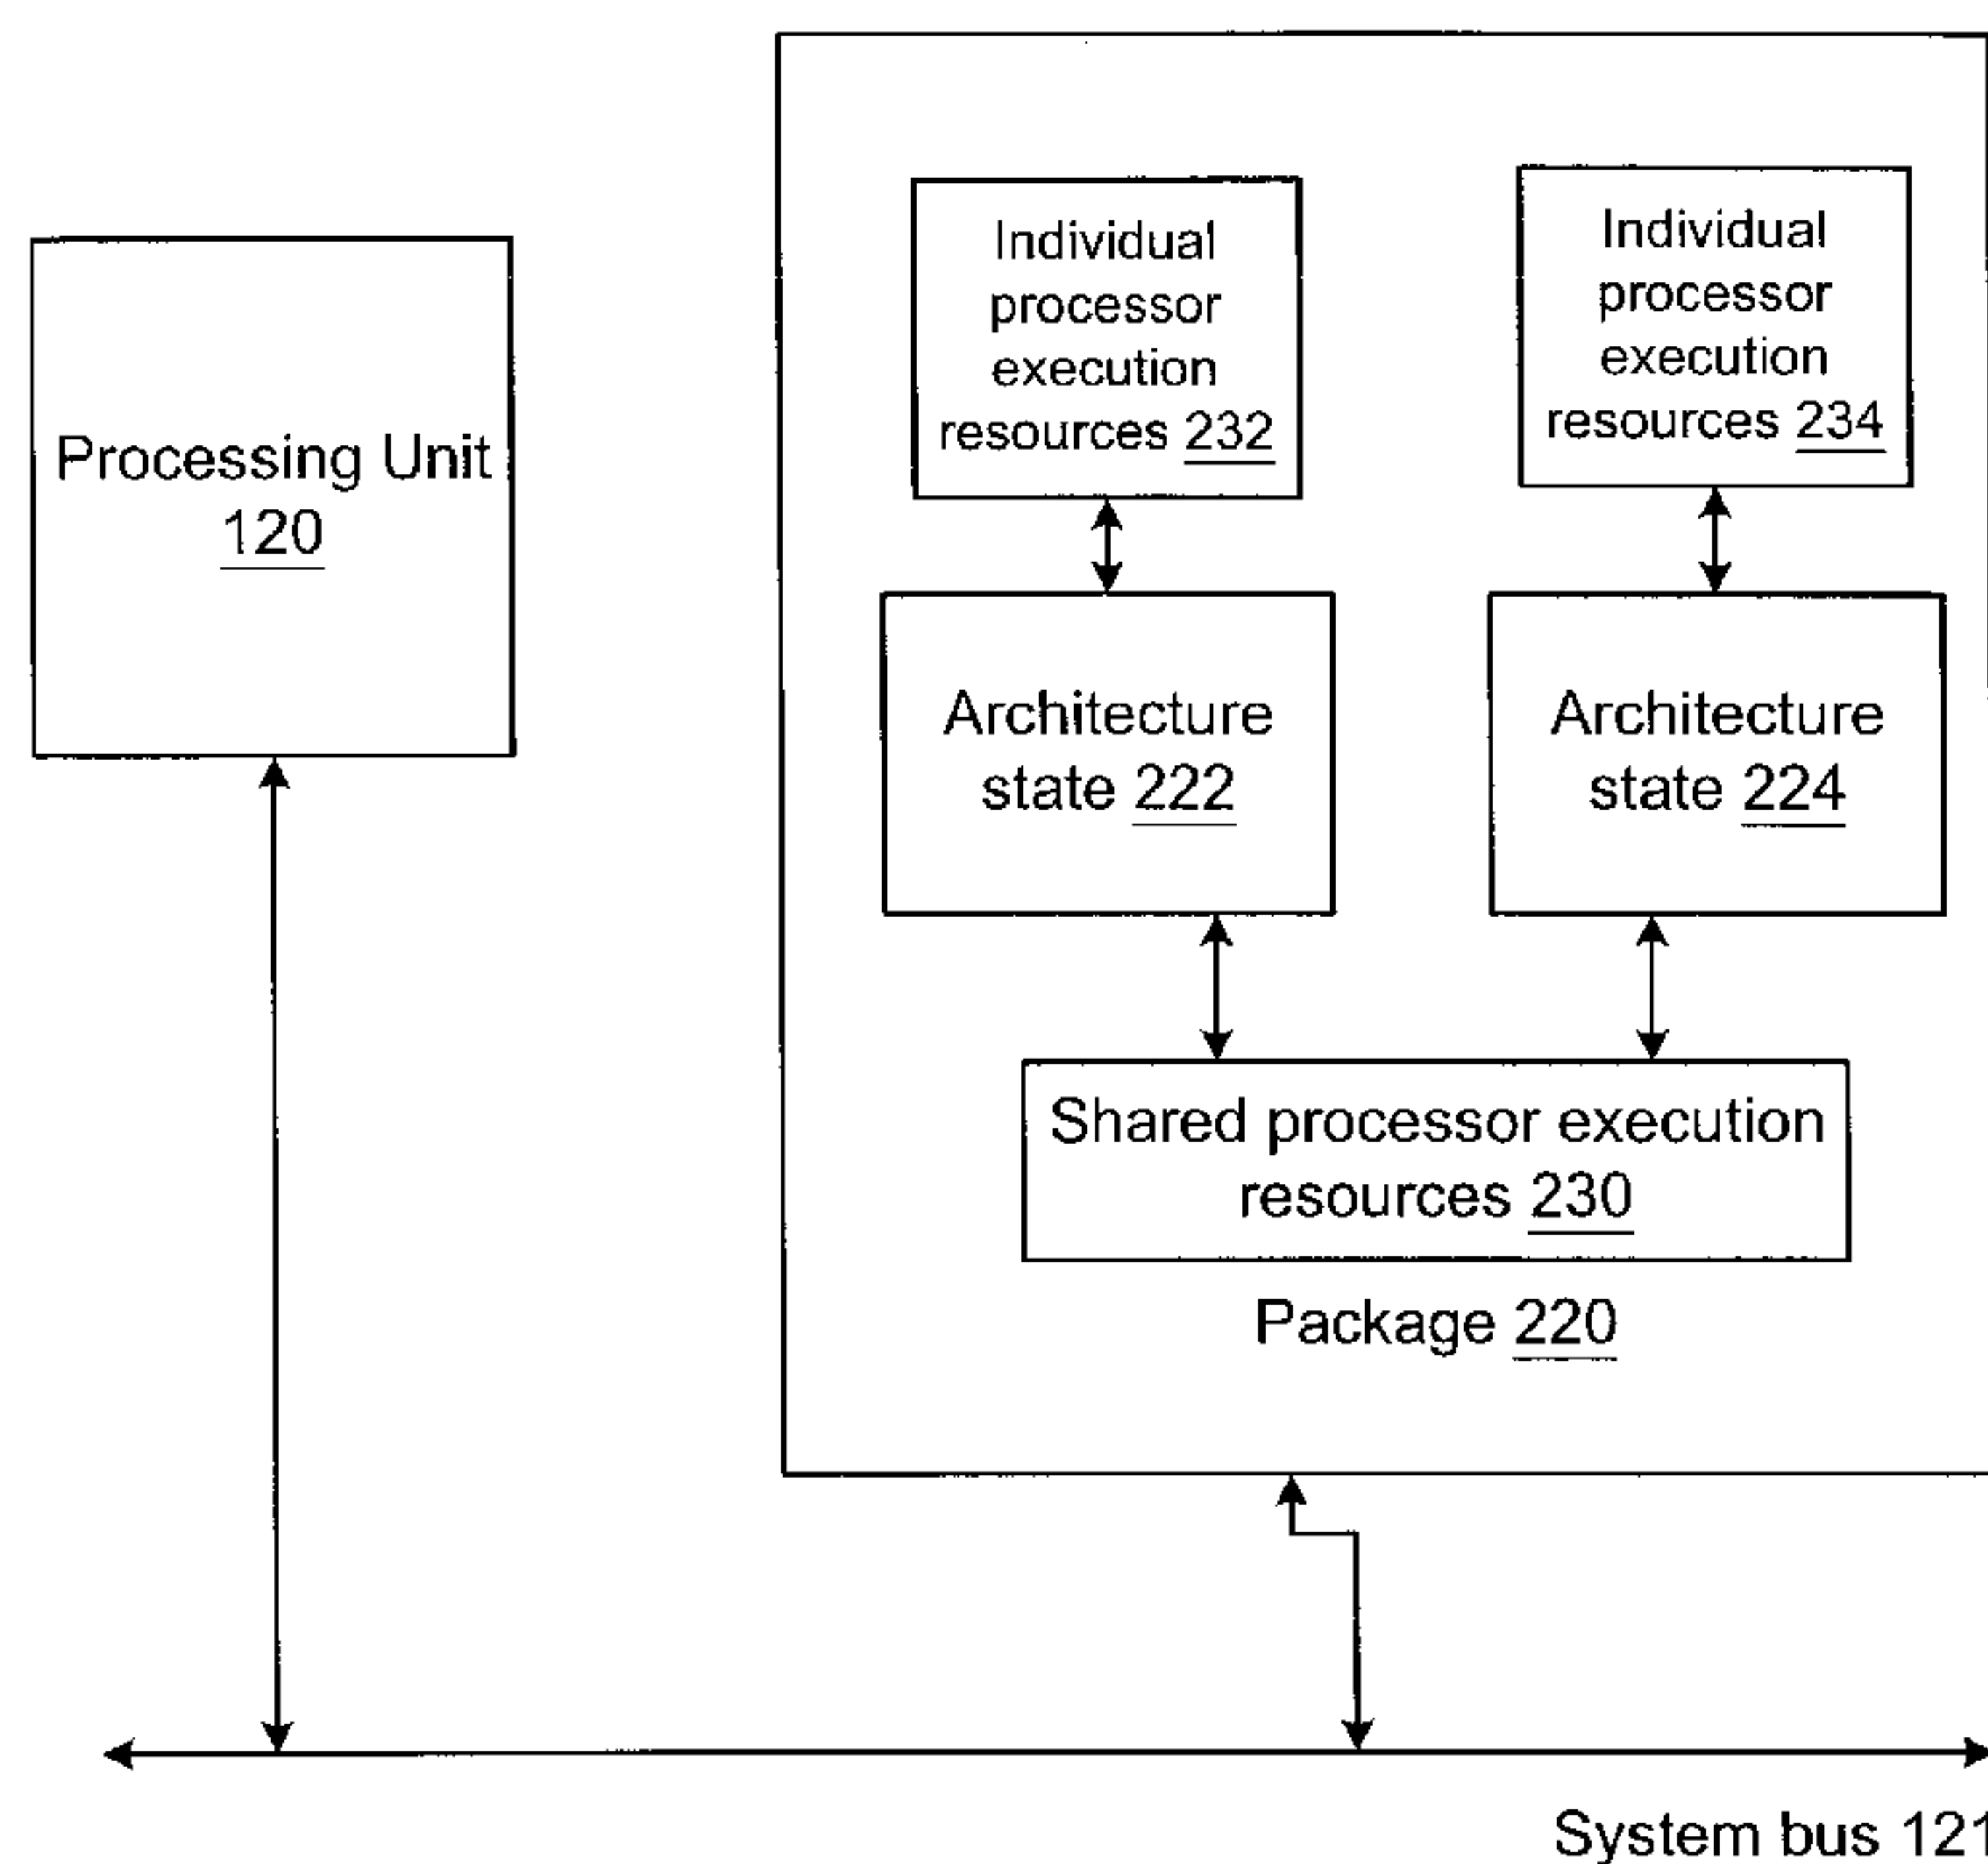 Processing Unit
120
Individual
processor
execution
resources 232
Individual
processor
execution
resources 234
Architecture
state 222
Architecture
state 224
Shared processor execution
resources 230
Package 220
System bus 121